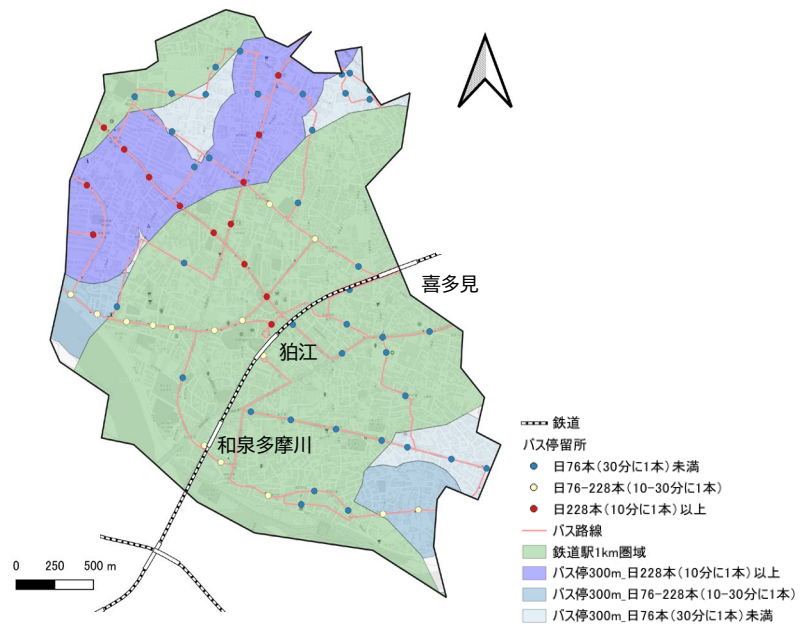 喜多見
狛江
和泉多摩川
鉄道
バス停留所
日76本（30分に1本）未満
日76-228本（10-30分に1本）
日228本（10分に1本）以上
バス路線
鉄道駅1km圏域
バス停300m_日228本（10分に1本）以上
バス停300m_日76-228本（10-30分に1本）
バス停300m_日76本（30分に1本）未満
0 250 500 m